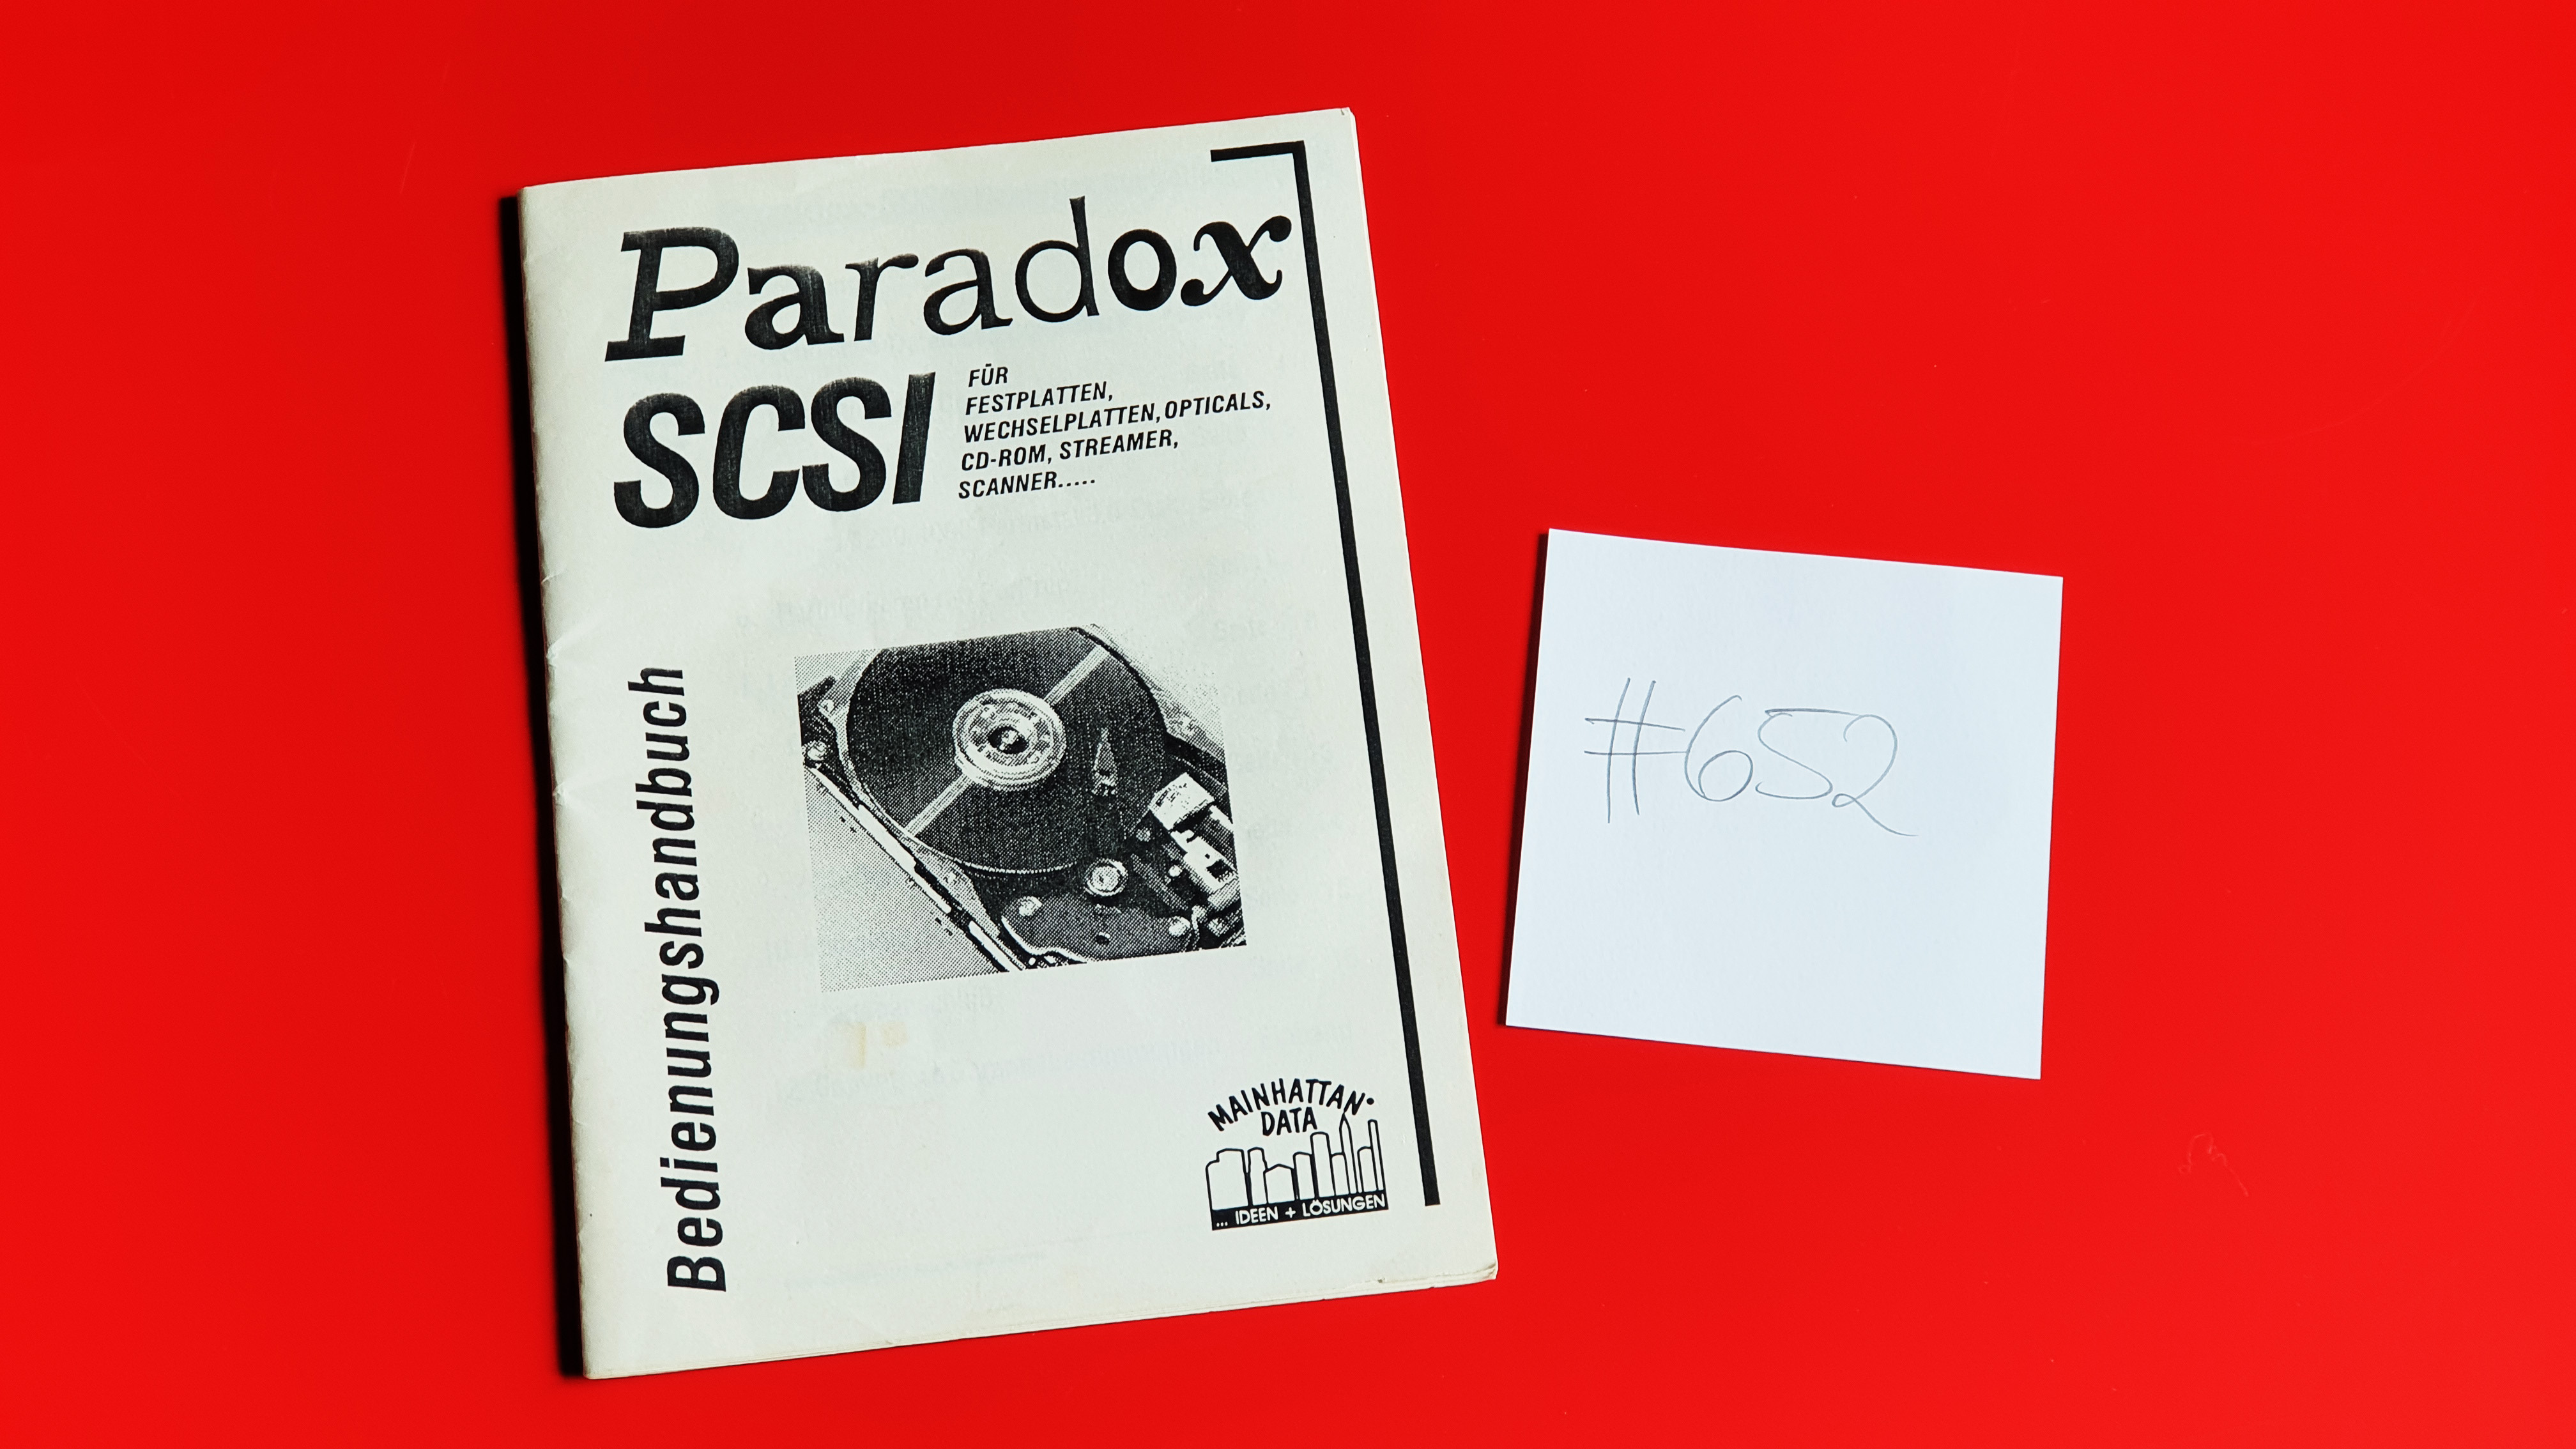 Paradox
SCSI
FÜR
FESTPLATTEN,
WECHSELPLATTEN, OPTICALS,
CD-ROM, STREAMER,
SCANNER.....
Bedienungshandbuch
MAINHATTAN-
DATA
... IDEEN + LÖSUNGEN
#652